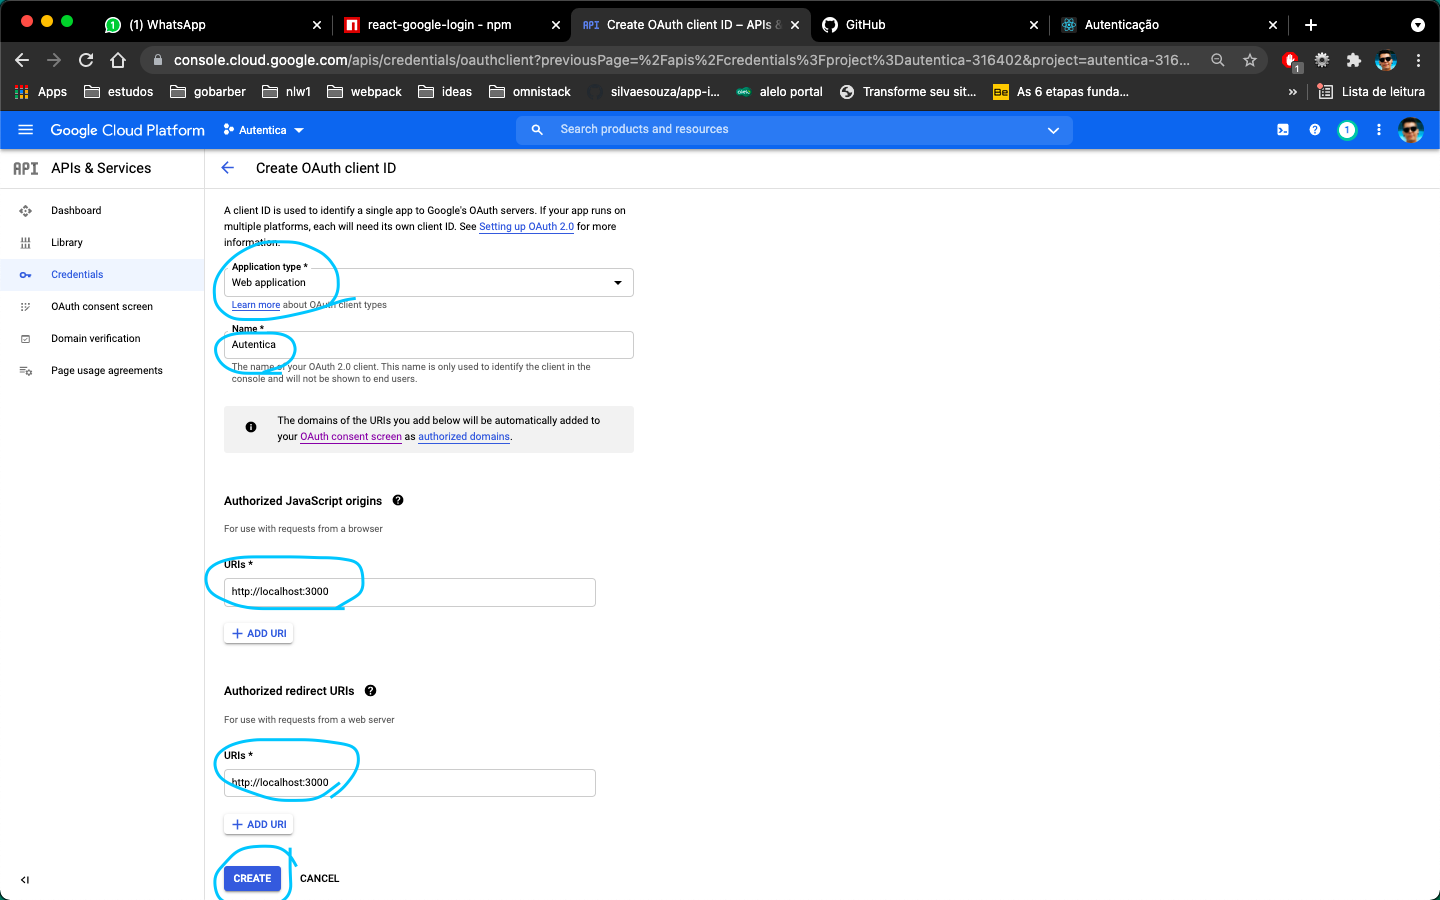 (1) WhatsApp
react-google-login - npm
Create OAuth client ID – APIs &
GitHub
Autenticação
console.cloud.google.com/apis/credentials/oauthclient?previousPage=%2Fapis%2Fcredentials%3Fproject%3Dautentica-316402&project=autentica-316...
1
Apps
estudos
gobarber
nlw1
webpack
ideas
omnistack
silvaesouza/app-i...
alelo portal
Transforme seu sit...
Be
As 6 etapas funda...
»
Lista de leitura
Google Cloud Platform
Autentica
Search products and resources
1
API
APIs & Services
Create OAuth client ID
Dashboard
Library
Credentials
OAuth consent screen
Domain verification
Page usage agreements
A client ID is used to identify a single app to Google's OAuth servers. If your app runs on
multiple platforms, each will need its own client ID. See Setting up OAuth 2.0 for more
information.
Application type *
Web application
Learn more about OAuth client types
Name *
Autentica
The name of your OAuth 2.0 client. This name is only used to identify the client in the
console and will not be shown to end users.
The domains of the URIs you add below will be automatically added to
your OAuth consent screen as authorized domains.
Authorized JavaScript origins
For use with requests from a browser
URIs *
http://localhost:3000
+ ADD URI
Authorized redirect URIs
For use with requests from a web server
URIs *
http://localhost:3000
+ ADD URI
CREATE
CANCEL